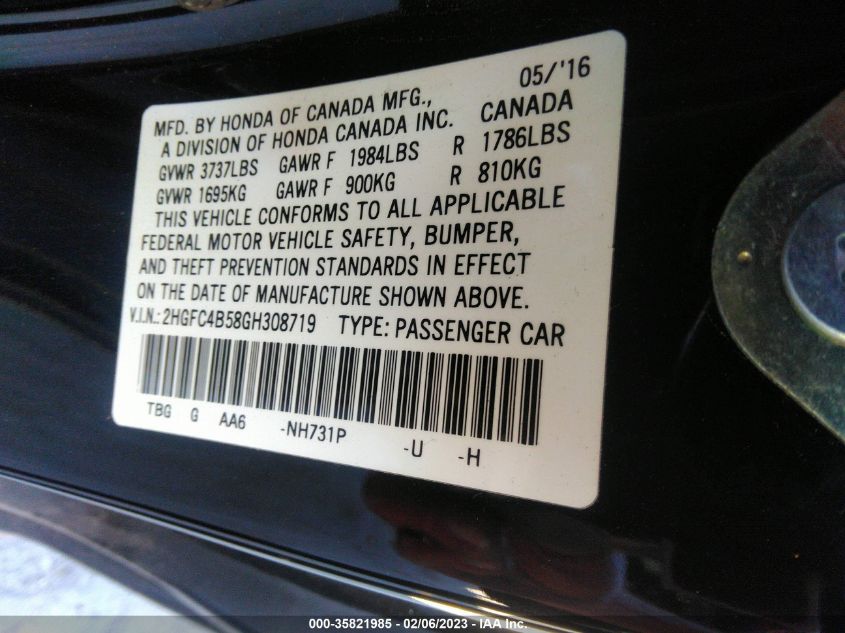 05/'16
MFD. BY HONDA OF CANADA MFG.,
A DIVISION OF HONDA CANADA INC. CANADA
GVWR 3737LBS GAWR F 1984LBS R 1786LBS
GVWR 1695KG GAWR F 900KG R 810KG
THIS VEHICLE CONFORMS TO ALL APPLICABLE
FEDERAL MOTOR VEHICLE SAFETY, BUMPER,
AND THEFT PREVENTION STANDARDS IN EFFECT
ON THE DATE OF MANUFACTURE SHOWN ABOVE.
V.I.N.: 2HGFC4B58GH308719 TYPE: PASSENGER CAR
TBG G AA6 -NH731P -U -H
000-35821985 - 02/06/2023 - IAA Inc.